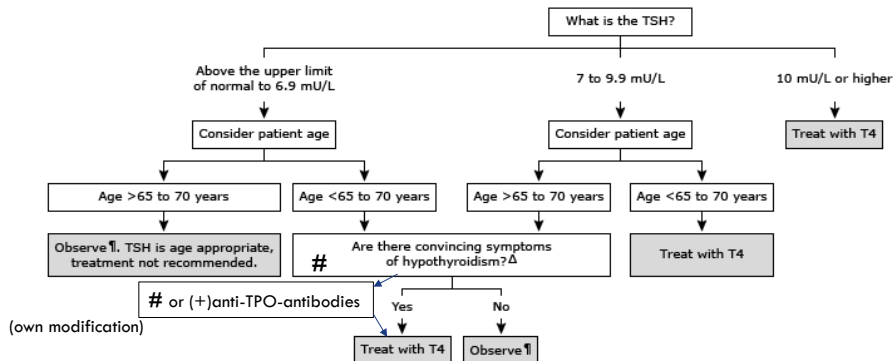 What is the TSH?
Above the upper limit
of normal to 6.9 mU/L
7 to 9.9 mU/L
10 mU/L or higher
Consider patient age
Consider patient age
Treat with T4
Age >65 to 70 years
Age <65 to 70 years
Age >65 to 70 years
Age <65 to 70 years
Observe¶. TSH is age appropriate,
treatment not recommended.
# Are there convincing symptoms
of hypothyroidism?Δ
Treat with T4
# or (+)anti-TPO-antibodies
(own modification)
Yes
No
Treat with T4
Observe¶